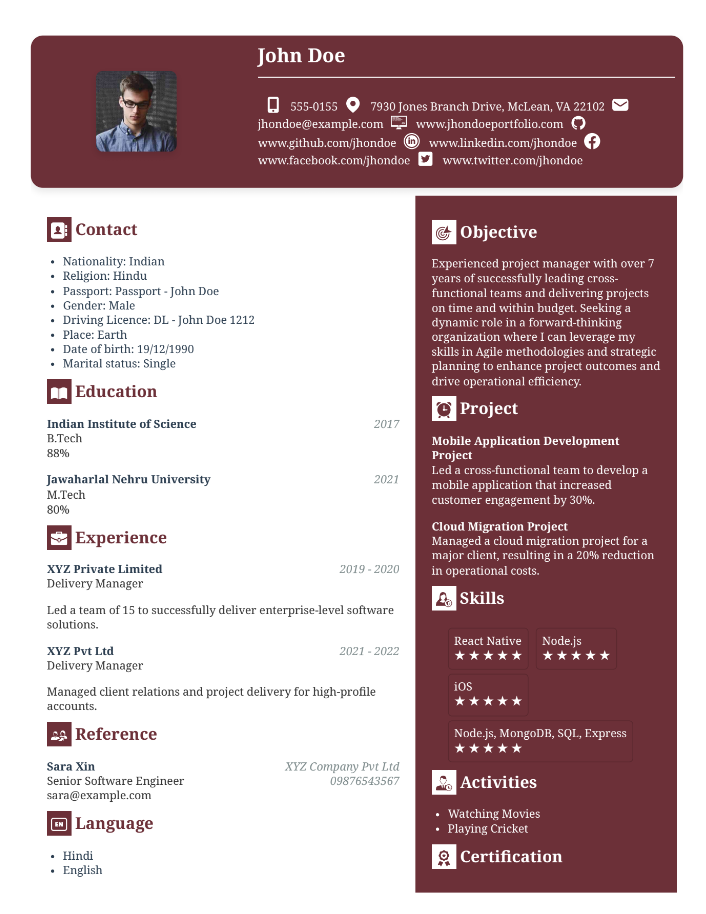 John Doe
555-0155 7930 Jones Branch Drive, McLean, VA 22102
jhondoe@example.com www.jhondoeportfolio.com
www.github.com/jhondoe www.linkedin.com/jhondoe
www.facebook.com/jhondoe www.twitter.com/jhondoe
Contact
• Nationality: Indian
• Religion: Hindu
• Passport: Passport - John Doe
• Gender: Male
• Driving Licence: DL - John Doe 1212
• Place: Earth
• Date of birth: 19/12/1990
• Marital status: Single
Education
Indian Institute of Science 2017
B.Tech
88%
Jawaharlal Nehru University 2021
M.Tech
80%
Experience
XYZ Private Limited 2019 - 2020
Delivery Manager
Led a team of 15 to successfully deliver enterprise-level software
solutions.
XYZ Pvt Ltd 2021 - 2022
Delivery Manager
Managed client relations and project delivery for high-profile
accounts.
Reference
Sara Xin XYZ Company Pvt Ltd
Senior Software Engineer 09876543567
sara@example.com
EN Language
• Hindi
• English
Objective
Experienced project manager with over 7
years of successfully leading cross-
functional teams and delivering projects
on time and within budget. Seeking a
dynamic role in a forward-thinking
organization where I can leverage my
skills in Agile methodologies and strategic
planning to enhance project outcomes and
drive operational efficiency.
Project
Mobile Application Development
Project
Led a cross-functional team to develop a
mobile application that increased
customer engagement by 30%.
Cloud Migration Project
Managed a cloud migration project for a
major client, resulting in a 20% reduction
in operational costs.
Skills
React Native Node.js
★★★★★ ★★★★★
iOS
★★★★★
Node.js, MongoDB, SQL, Express
★★★★★
Activities
• Watching Movies
• Playing Cricket
Certification